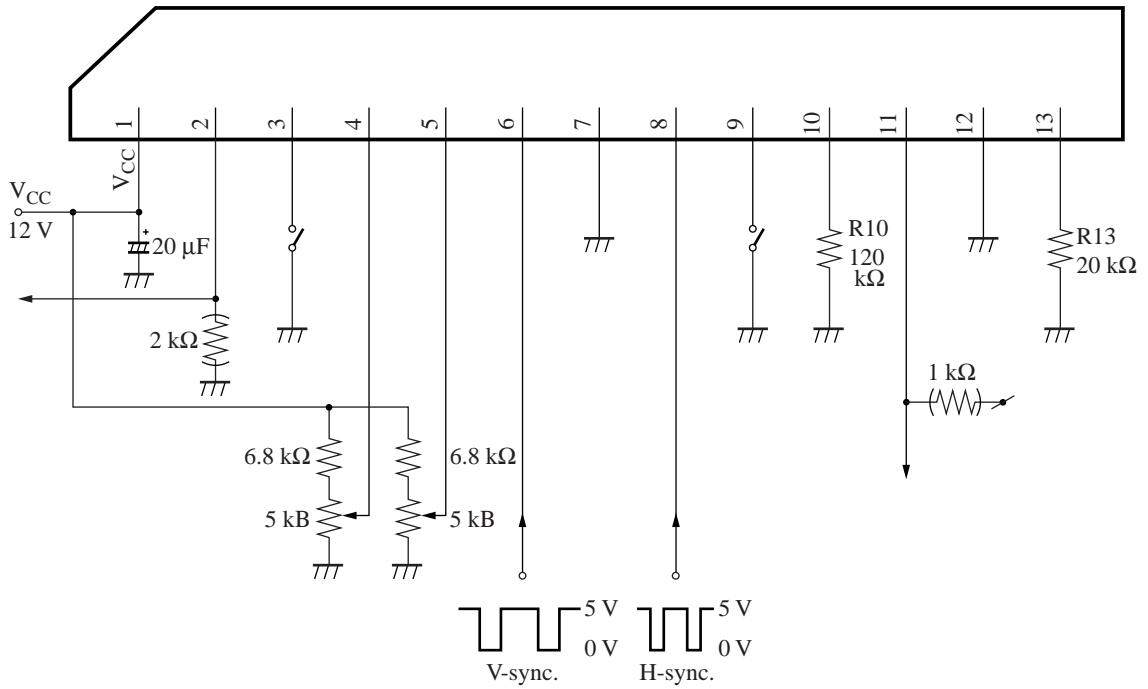 1 2 3 4 5 6 7 8 9 10 11 12 13
VCC
VCC
12 V
+
20 μF
R10
120
kΩ
R13
20 kΩ
2 kΩ
1 kΩ
6.8 kΩ
6.8 kΩ
5 kB
5 kB
5 V
0 V
V-sync.
5 V
0 V
H-sync.